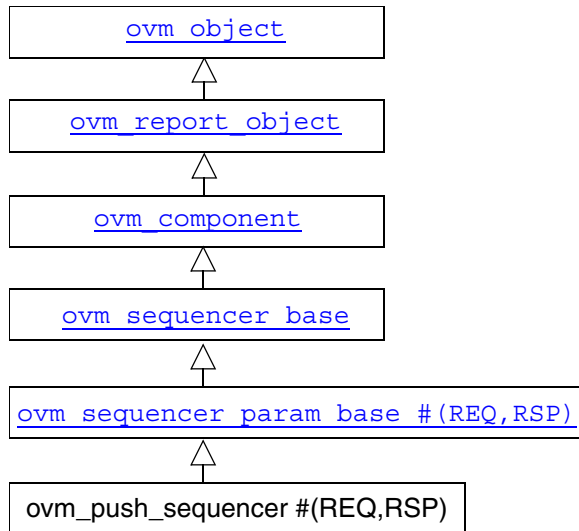 ovm_object
ovm_report_object
ovm_component
ovm_sequencer_base
ovm_sequencer_param_base #(REQ,RSP)
ovm_push_sequencer #(REQ,RSP)